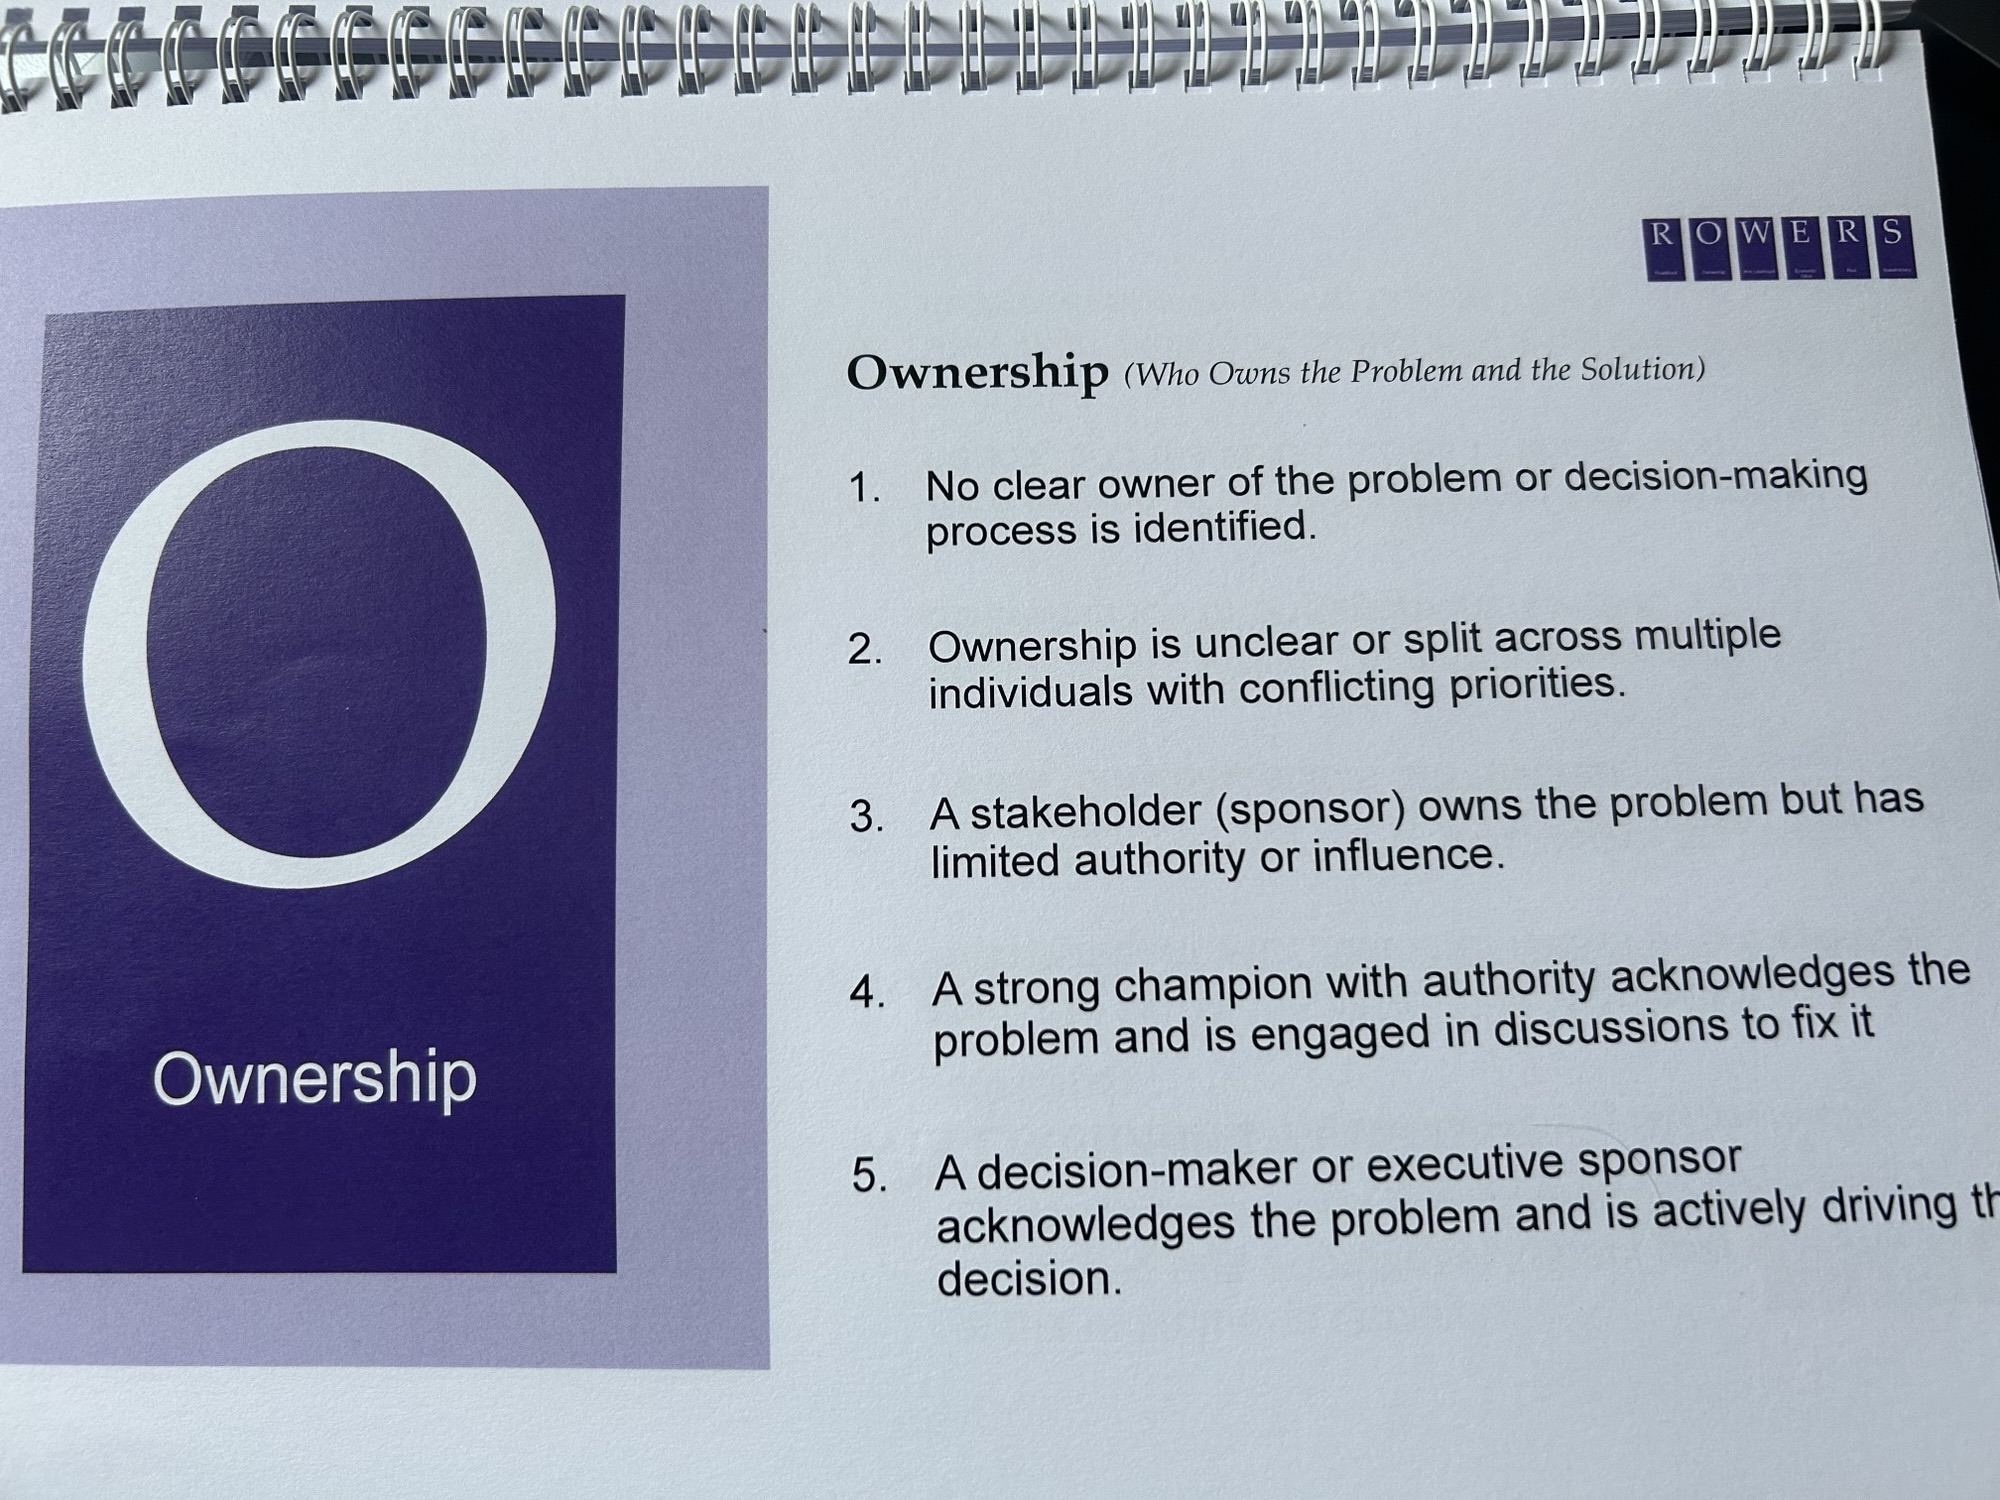 O
Ownership
R O W E R S
Ownership (Who Owns the Problem and the Solution)
1. No clear owner of the problem or decision-making
process is identified.
2. Ownership is unclear or split across multiple
individuals with conflicting priorities.
3. A stakeholder (sponsor) owns the problem but has
limited authority or influence.
4. A strong champion with authority acknowledges the
problem and is engaged in discussions to fix it
5. A decision-maker or executive sponsor
acknowledges the problem and is actively driving th
decision.